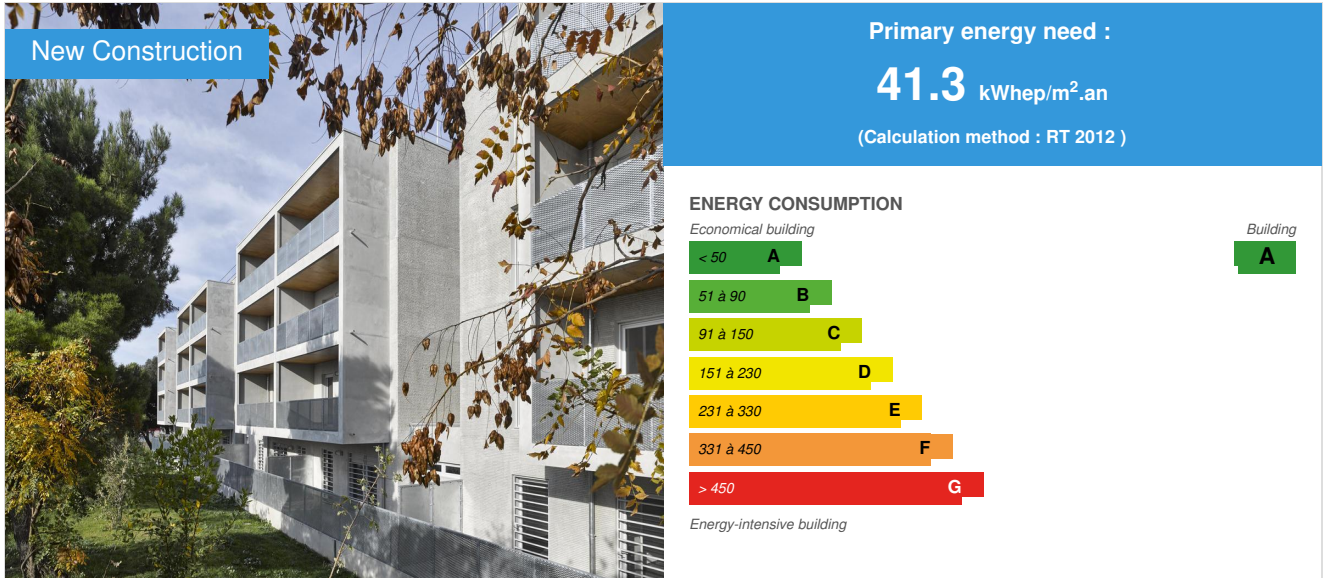 New Construction
Primary energy need :
41.3 kWhep/m².an
(Calculation method : RT 2012 )
ENERGY CONSUMPTION
Economical building
Building
< 50 A
A
51 à 90 B
91 à 150 C
151 à 230 D
231 à 330 E
331 à 450 F
> 450 G
Energy-intensive building